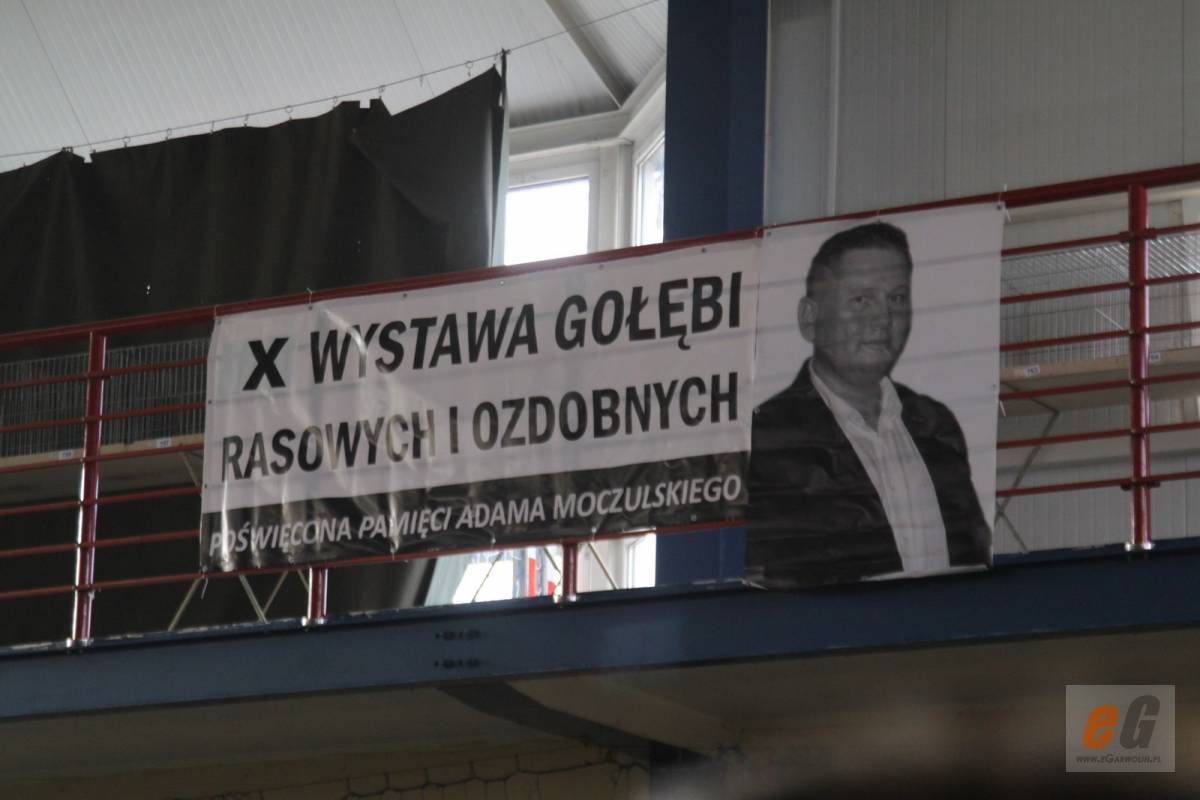 X WYSTAWA GOŁĘBI
RASOWYCH I OZDOBNYCH
POŚWIĘCONA PAMIĘCI ADAMA MOCZULSKIEGO
eG
WWW.EGARWOLIN.PL